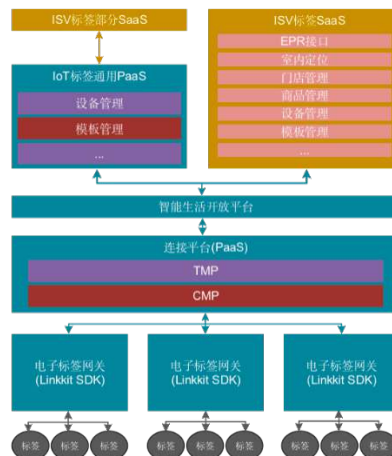 ISV标签部分SaaS
ISV标签SaaS
EPR接口
室内定位
门店管理
商品管理
设备管理
模板管理
...
IoT标签通用PaaS
设备管理
模板管理
...
智能生活开放平台
连接平台(PaaS)
TMP
CMP
电子标签网关
(Linkkit SDK)
电子标签网关
(Linkkit SDK)
电子标签网关
(Linkkit SDK)
标签
标签
标签
标签
标签
标签
标签
标签
标签